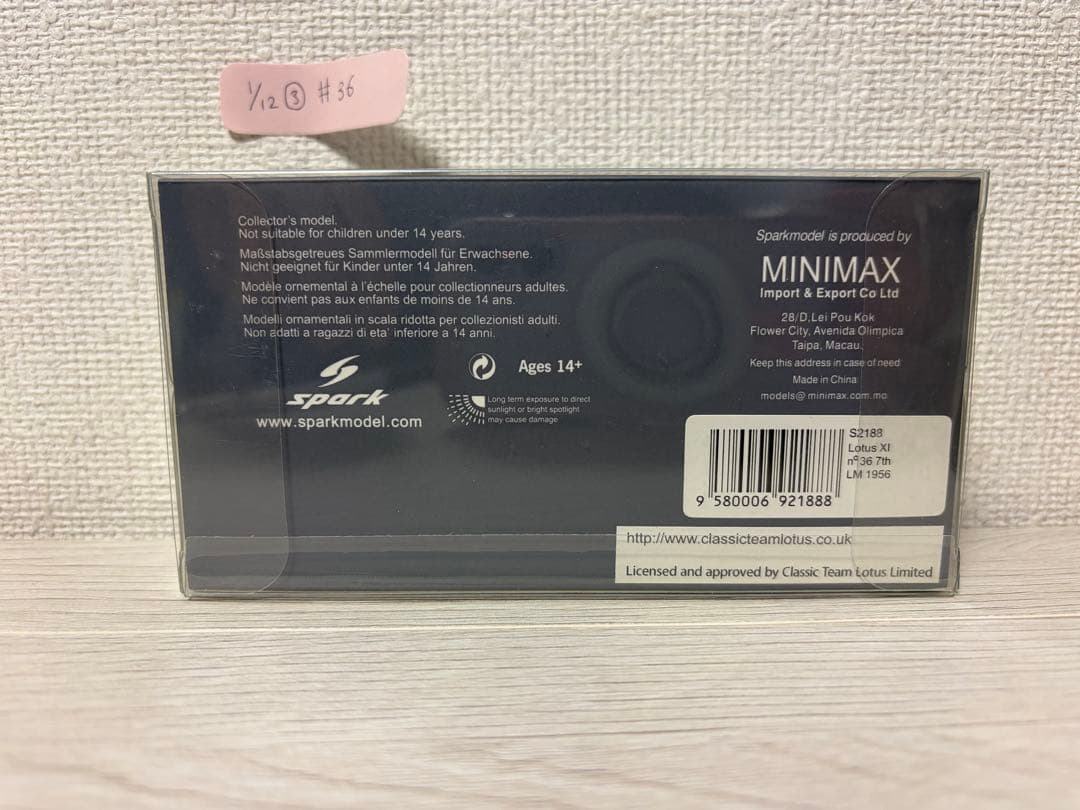 1/12 ③ #36
Collector's model.
Not suitable for children under 14 years.
Maßstabsgetreues Sammlermodell für Erwachsene.
Nicht geeignet für Kinder unter 14 Jahren.
Modèle ornemental à l'échelle pour collectionneurs adultes.
Ne convient pas aux enfants de moins de 14 ans.
Modelli ornamentali in scala ridotta per collezionisti adulti.
Non adatti a ragazzi di eta' inferiore a 14 anni.
spark
www.sparkmodel.com
Ages 14+
Long term exposure to direct
sunlight or bright spotlight
may cause damage
Sparkmodel is produced by
MINIMAX
Import & Export Co Ltd
28/D,Lei Pou Kok
Flower City, Avenida Olimpica
Taipa, Macau.
Keep this address in case of need
Made in China
models@minimax.com.mo
S2188
Lotus XI
nº36 7th
LM 1956
9 580006 921888
http://www.classicteamlotus.co.uk
Licensed and approved by Classic Team Lotus Limited